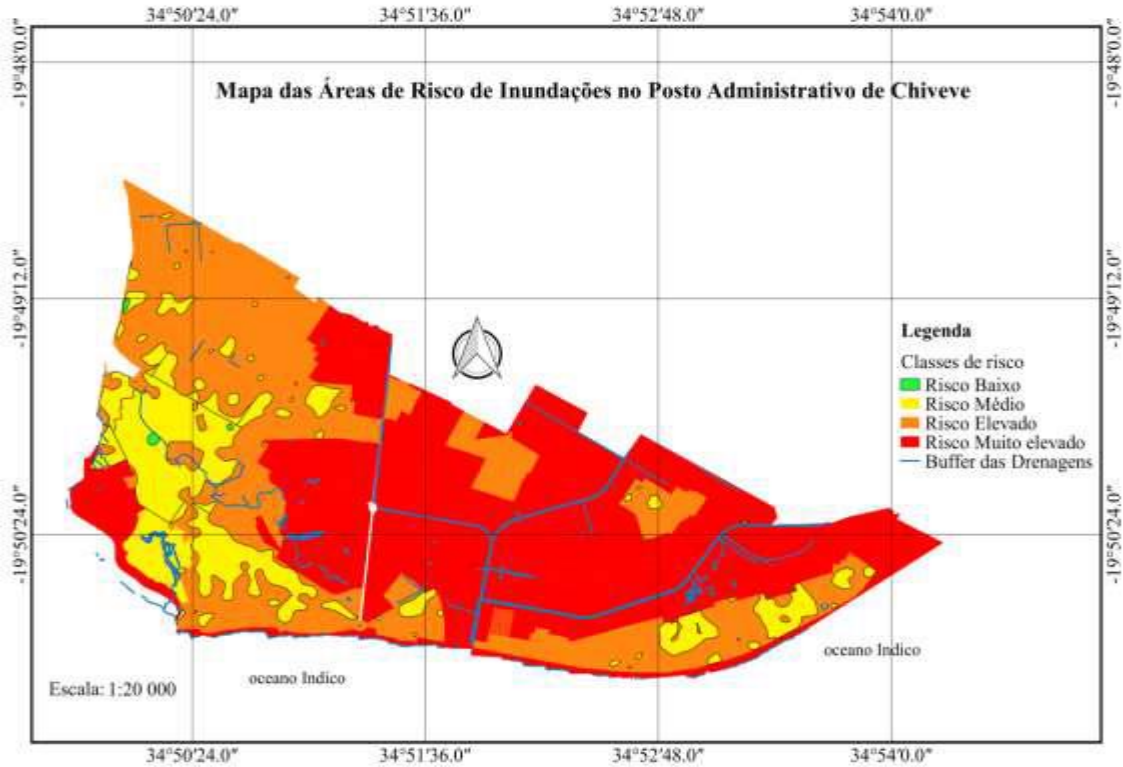 34°50'24.0" 34°51'36.0" 34°52'48.0" 34°54'0.0"
-19°48'0.0" -19°48'0.0"
Mapa das Áreas de Risco de Inundações no Posto Administrativo de Chiveve
-19°49'12.0" -19°49'12.0"
Legenda
Classes de risco
Risco Baixo
Risco Médio
Risco Elevado
Risco Muito elevado
Buffer das Drenagens
-19°50'24.0" -19°50'24.0"
oceano Indico
oceano Indico
Escala: 1:20 000
34°50'24.0" 34°51'36.0" 34°52'48.0" 34°54'0.0"